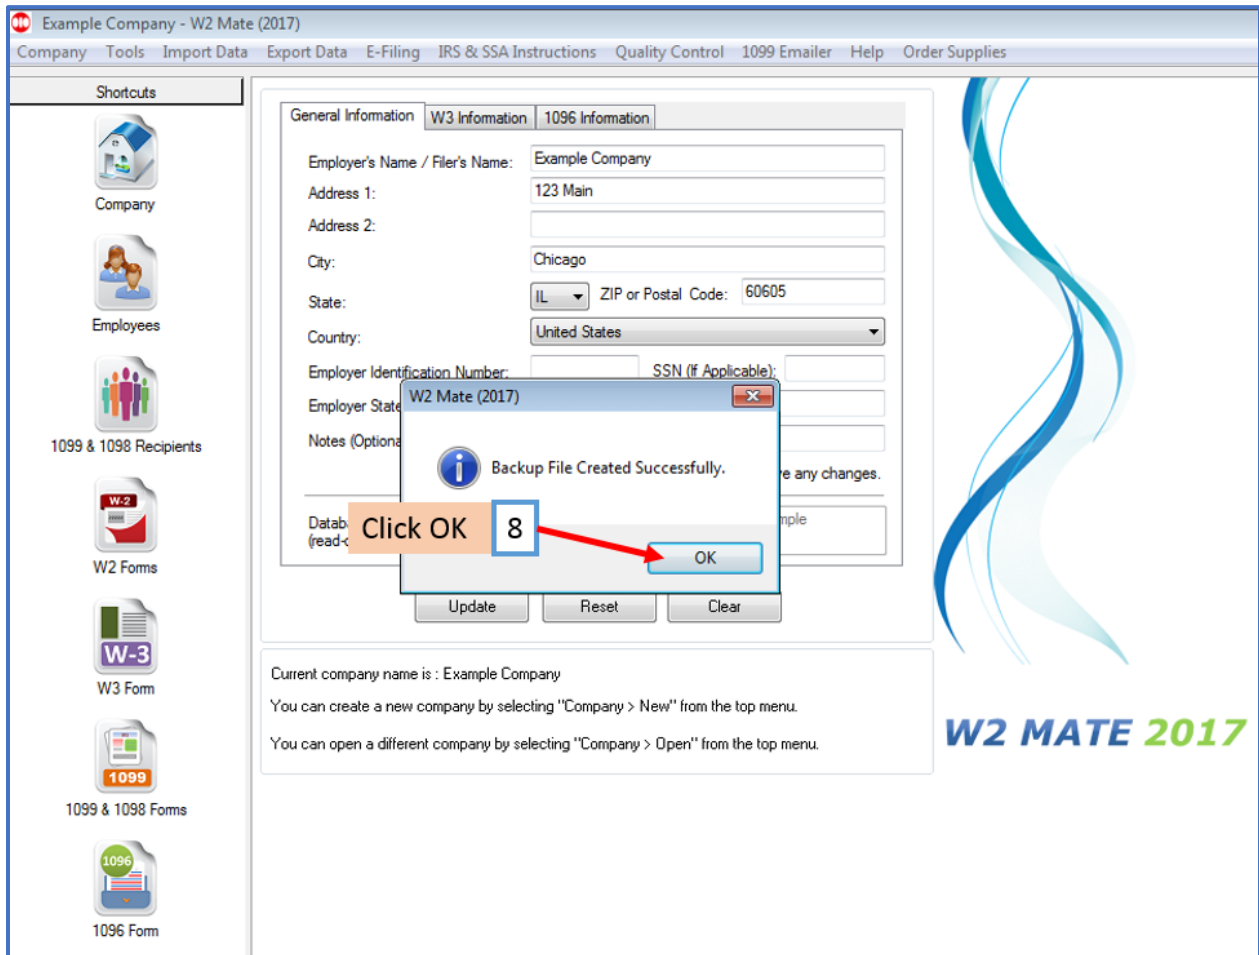 Example Company - W2 Mate (2017)
Company Tools Import Data Export Data E-Filing IRS & SSA Instructions Quality Control 1099 Emailer Help Order Supplies
Shortcuts
Company
Employees
1099 & 1098 Recipients
W-2
W2 Forms
W-3
W3 Form
1099
1099 & 1098 Forms
1096
1096 Form
General Information W3 Information 1096 Information
Employer's Name / Filer's Name: Example Company
Address 1: 123 Main
Address 2:
City: Chicago
State: IL ZIP or Postal Code: 60605
Country: United States
Employer Identification Number: SSN (If Applicable):
Employer State
Notes (Optiona
any changes.
W2 Mate (2017)
Backup File Created Successfully.
Click OK 8
OK
Update Reset Clear
Current company name is : Example Company
You can create a new company by selecting "Company > New" from the top menu.
You can open a different company by selecting "Company > Open" from the top menu.
W2 MATE 2017